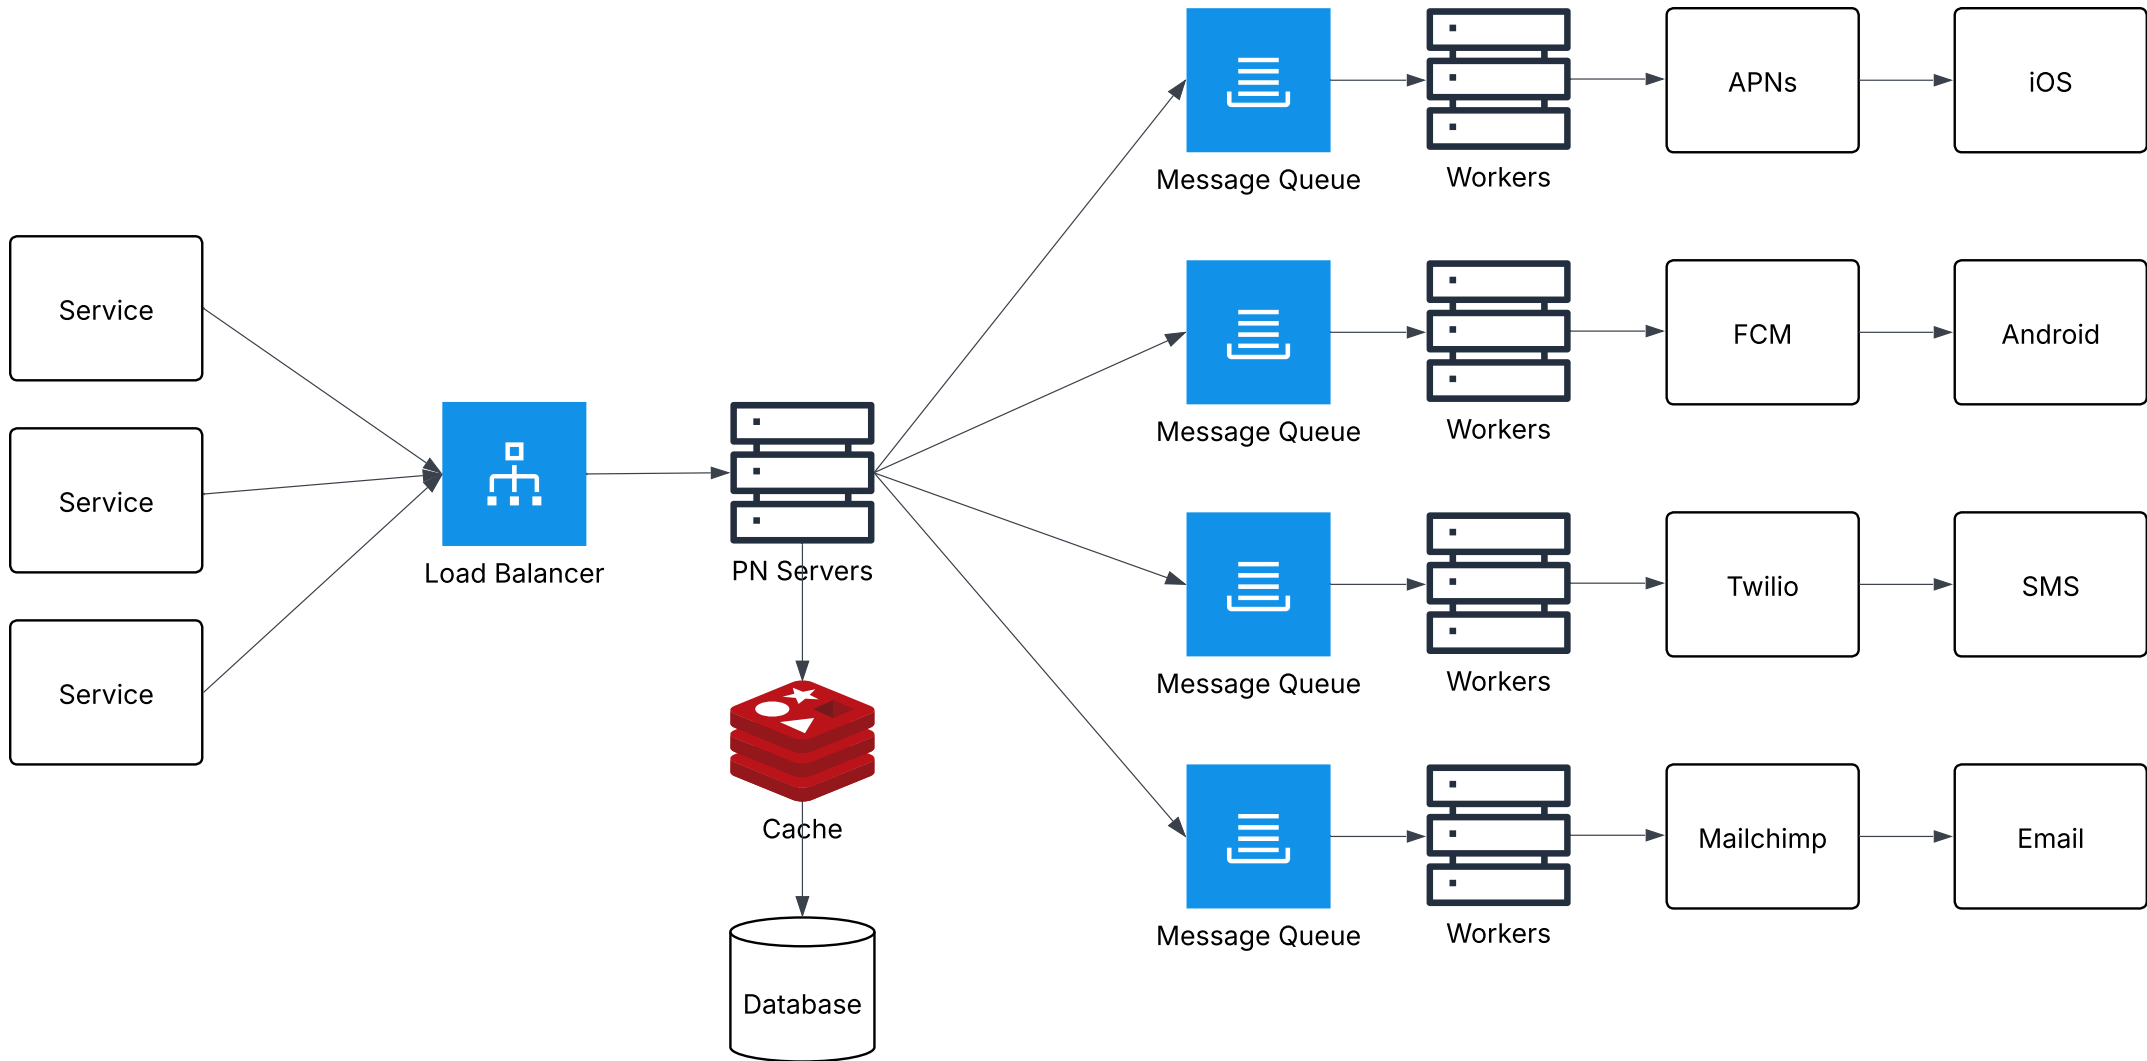 Message Queue
Workers
APNs
iOS
Service
Message Queue
Workers
FCM
Android
Service
Load Balancer
PN Servers
Message Queue
Workers
Twilio
SMS
Service
Cache
Message Queue
Workers
Mailchimp
Email
Database